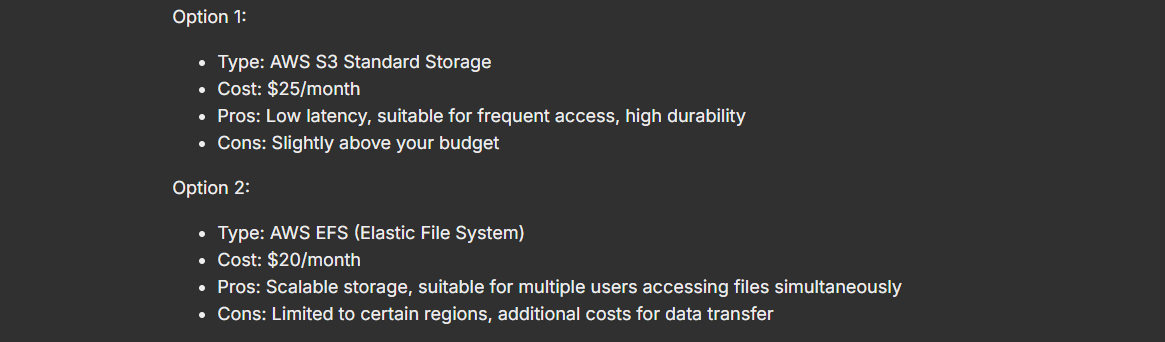 Option 1:
• Type: AWS S3 Standard Storage
• Cost: $25/month
• Pros: Low latency, suitable for frequent access, high durability
• Cons: Slightly above your budget
Option 2:
• Type: AWS EFS (Elastic File System)
• Cost: $20/month
• Pros: Scalable storage, suitable for multiple users accessing files simultaneously
• Cons: Limited to certain regions, additional costs for data transfer